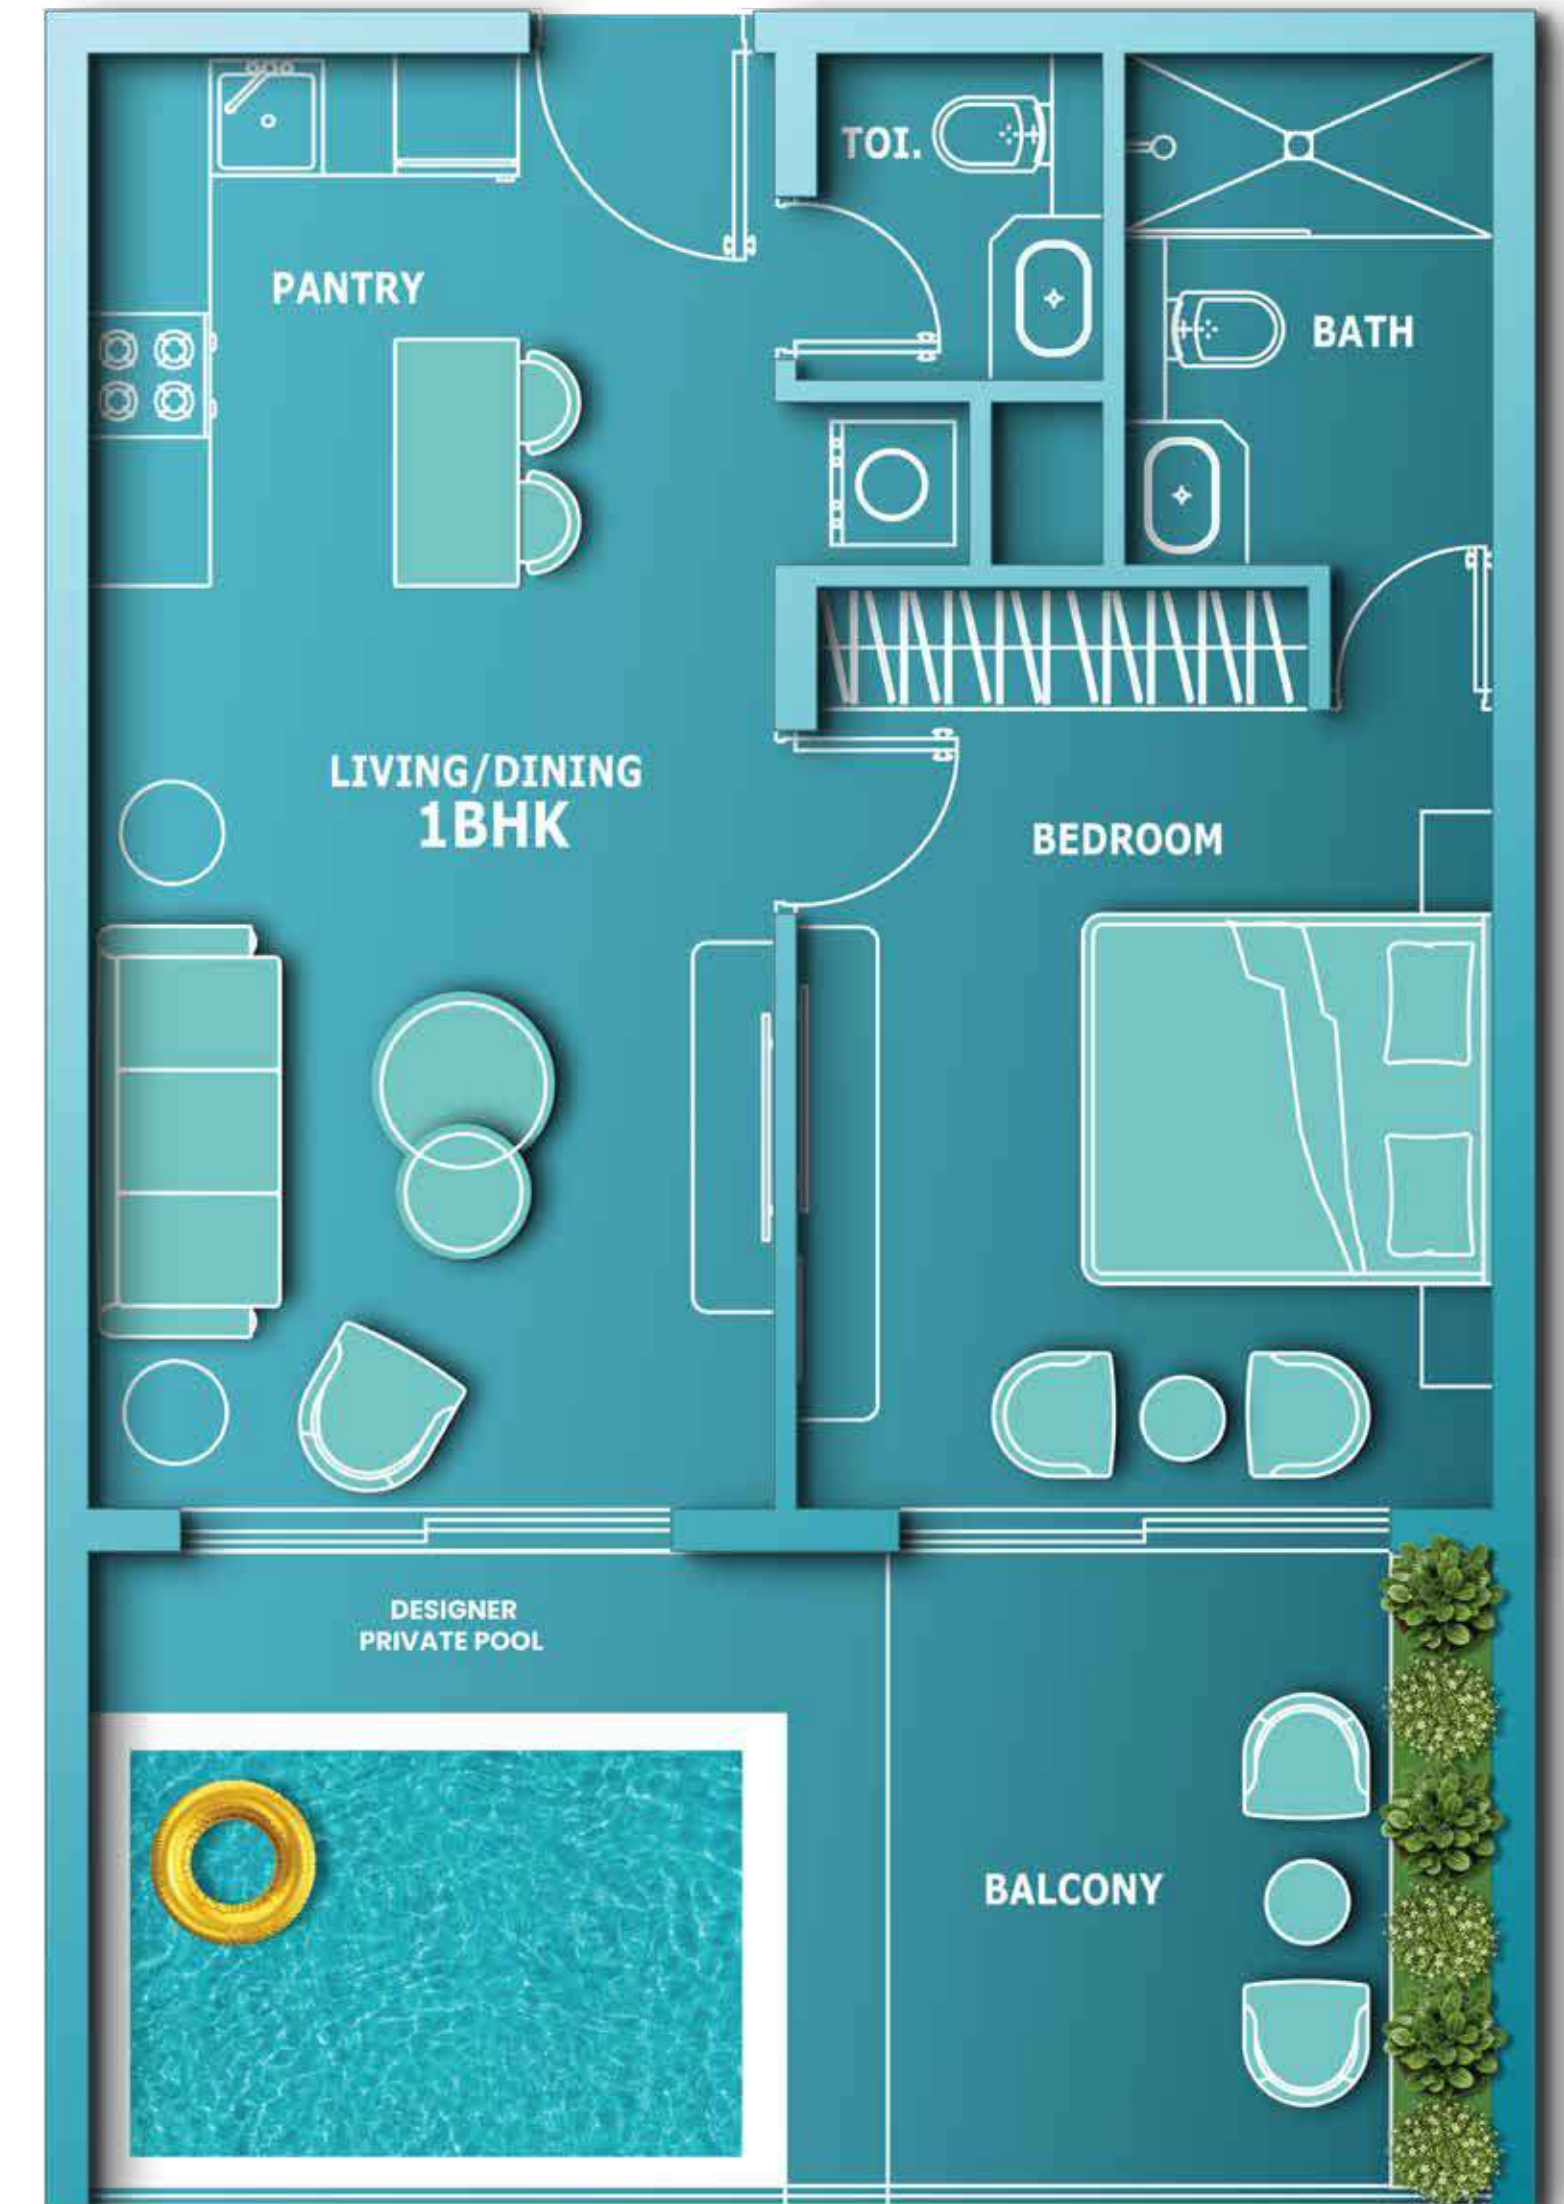 TOI.
PANTRY
BATH
LIVING/DINING
1BHK
BEDROOM
DESIGNER
PRIVATE POOL
BALCONY